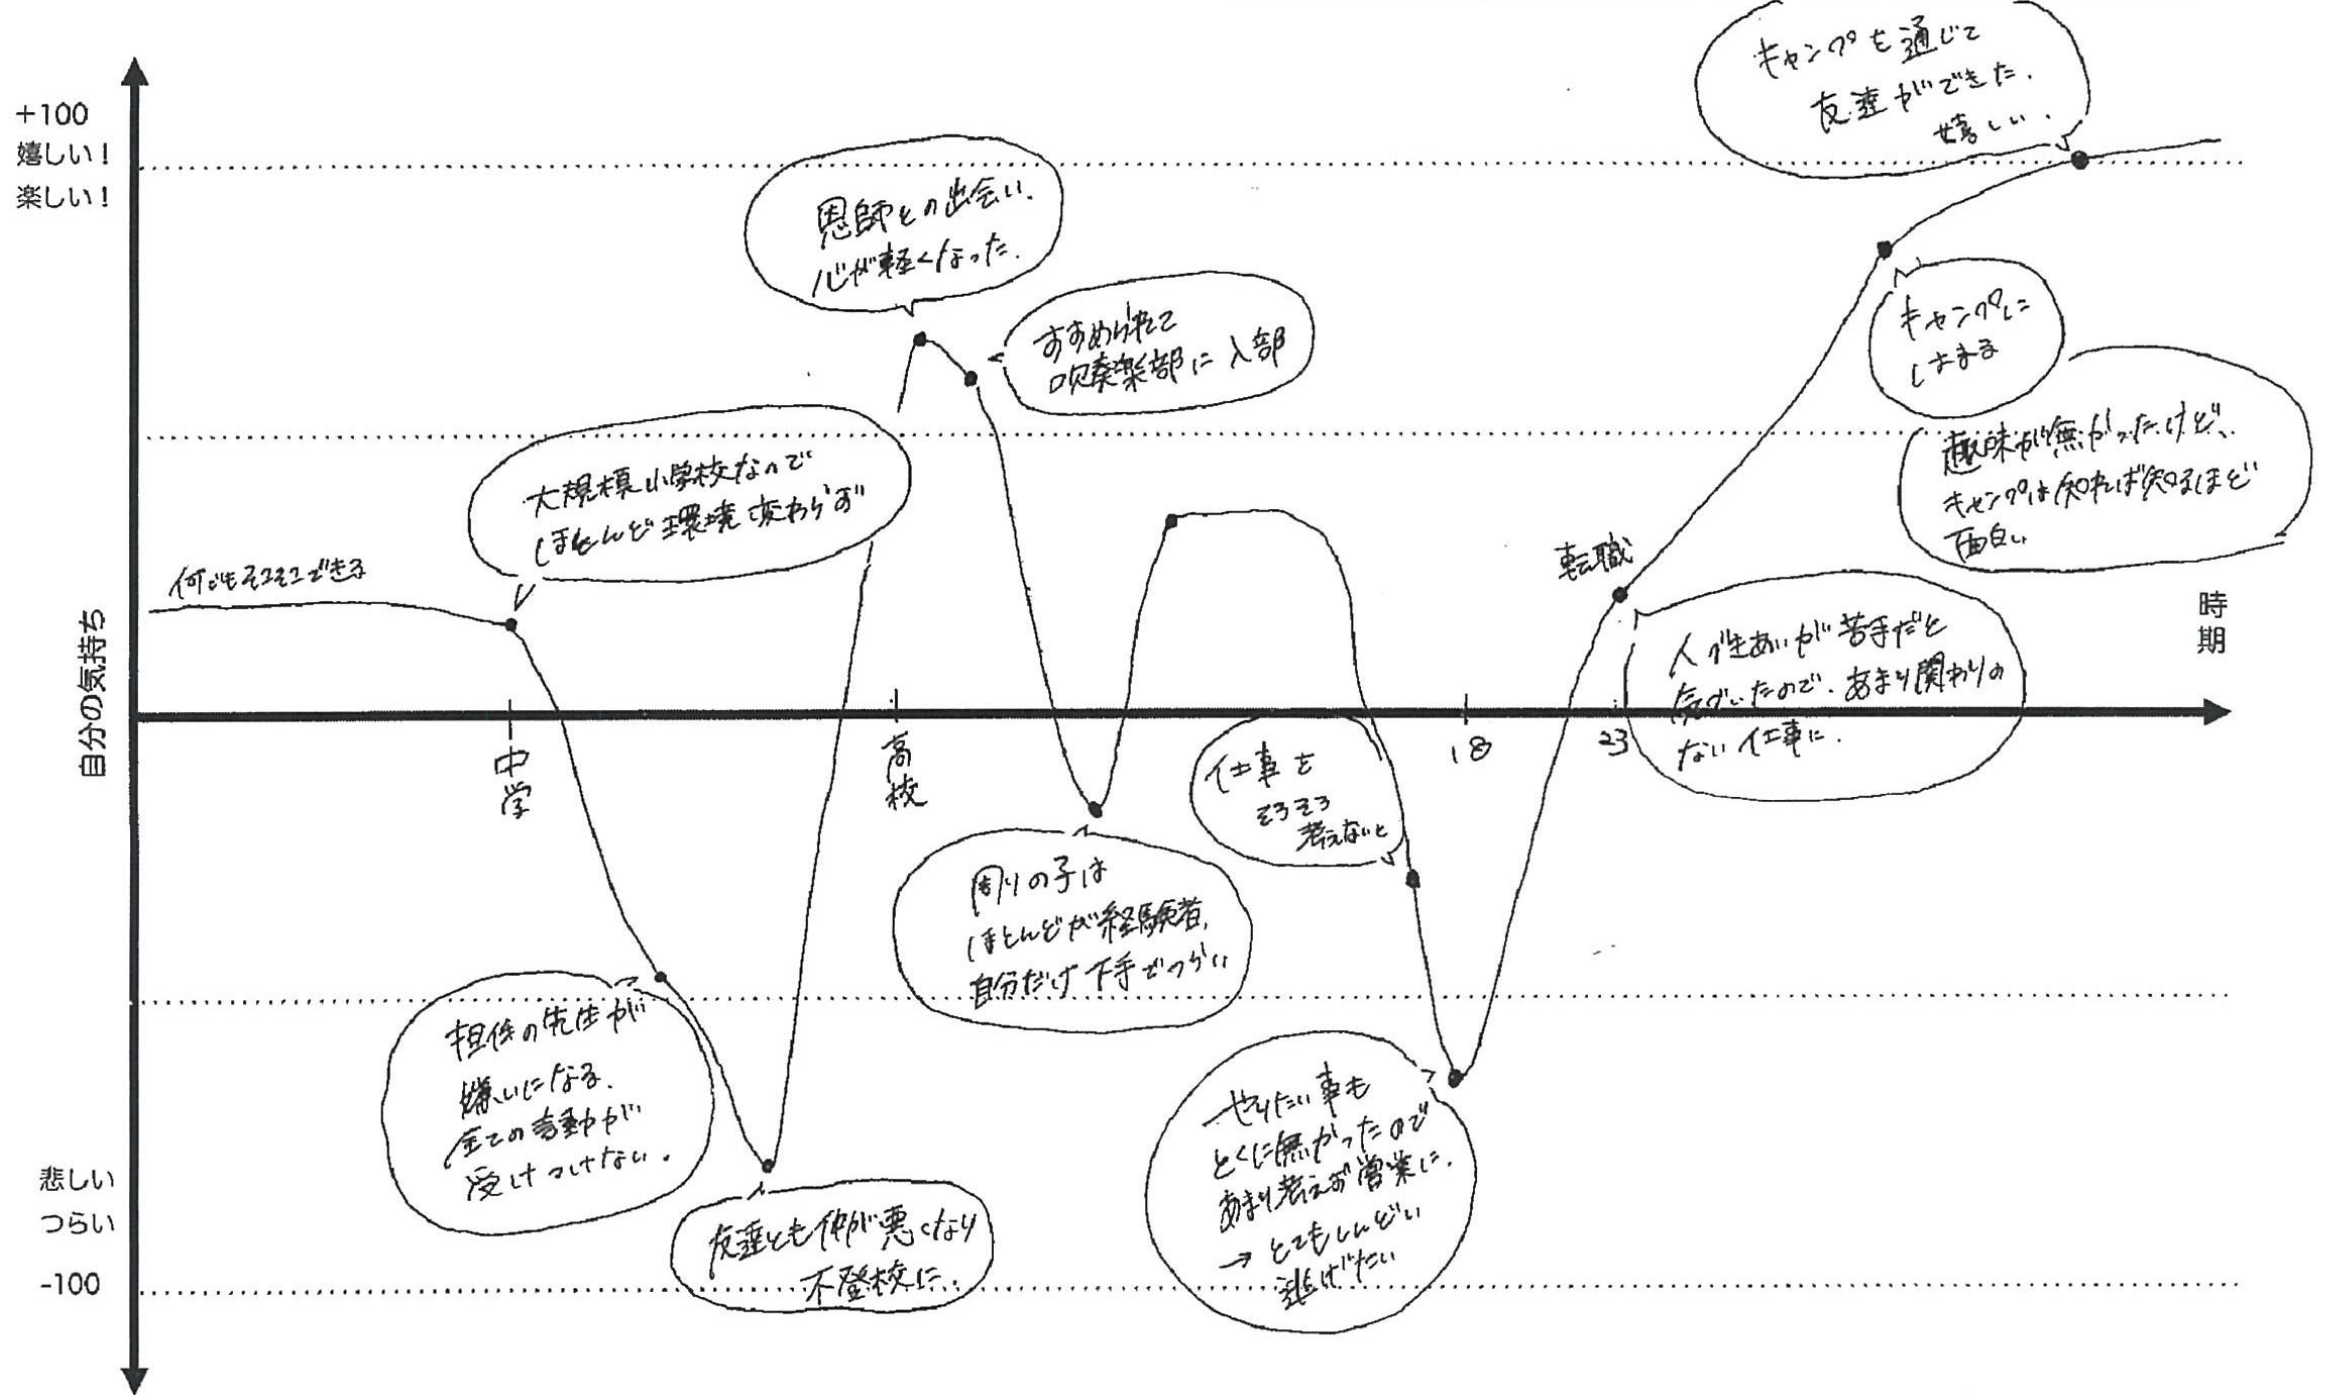 +100
嬉しい!
楽しい!
自分の気持ち
悲しい
つらい
-100
時期
何でもそこそこできる
大規模小学校なので
ほとんど環境変わらず
中学
担任の先生が
嫌いになる、
全ての言動が
受けつけない。
友達とも仲が悪くなり
不登校に、
高校
恩師との出会い、
心が軽くなった。
すすめられて
吹奏楽部に入部
周りの子は
ほとんどが経験者、
自分だけ下手でつらい
仕事を
そろそろ
考えないと
18
やりたい事も
とくに無かったので
あまり考えず営業に、
→ とてもしんどい
逃げたい
転職
23
人づきあいが苦手だと
気づいたので、あまり関わりの
ない仕事に。
キャンプに
はまる
趣味が無かったけど、
キャンプは知れば知るほど
面白い
キャンプを通じて
友達ができた。
嬉しい。